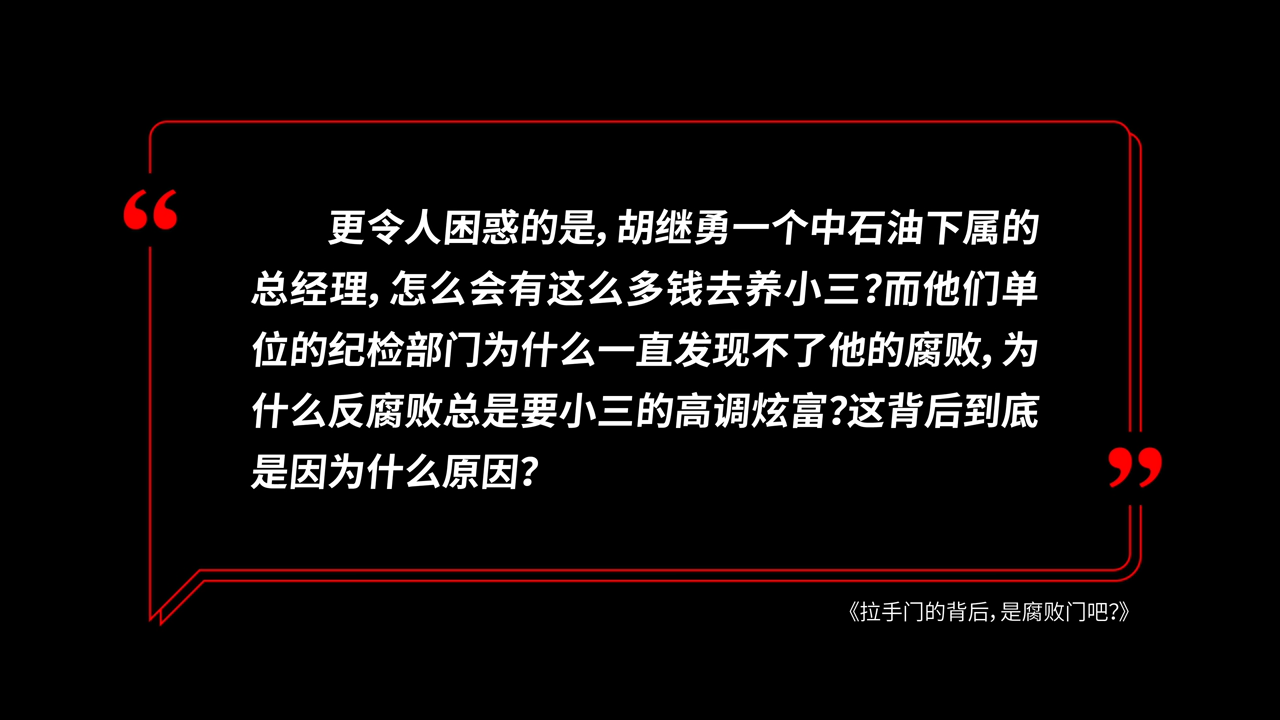 “
更令人困惑的是，胡继勇一个中石油下属的
总经理，怎么会有这么多钱去养小三？而他们单
位的纪检部门为什么一直发现不了他的腐败，为
什么反腐败总是要小三的高调炫富？这背后到底
是因为什么原因？
”
《拉手门的背后，是腐败门吧？》